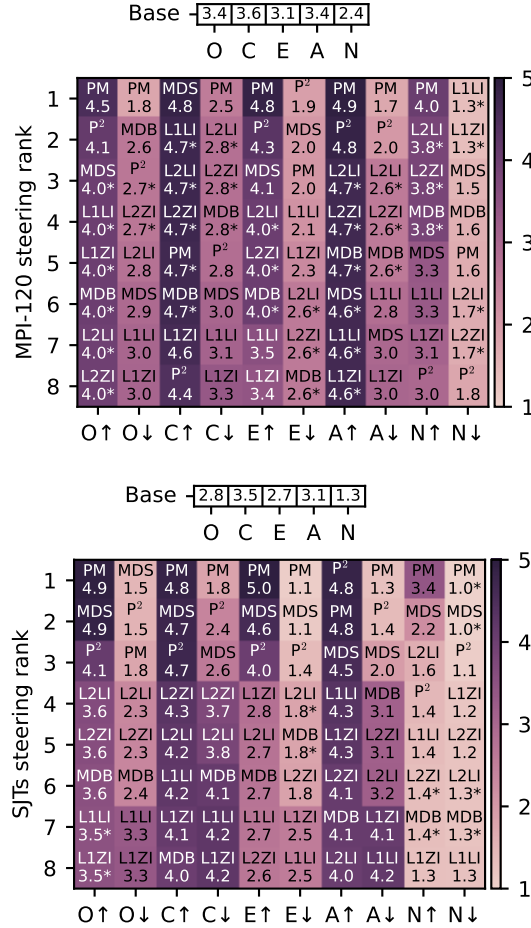 Base 3.4 3.6 3.1 3.4 2.4
O C E A N
MPI-120 steering rank
1 PM PM MDS PM PM P² PM PM PM L1LI
4.5 1.8 4.8 2.5 4.8 1.9 4.9 1.7 4.0 1.3*
2 P² MDB L1LI L2LI P² MDS P² P² L2LI L1ZI
4.1 2.6 4.7* 2.8* 4.3 2.0 4.8 2.0 3.8* 1.3*
3 MDS P² L2LI L2ZI MDS PM L2LI L2LI L2ZI MDS
4.0* 2.7* 4.7* 2.8* 4.1 2.0 4.7* 2.6* 3.8* 1.5
4 L1LI L2ZI L2ZI MDB L2LI L1LI L2ZI L2ZI MDB MDB
4.0* 2.7* 4.7* 2.8* 4.0* 2.1 4.7* 2.6* 3.8* 1.6
5 L1ZI L2LI PM P² L2ZI L1ZI MDB MDB MDS PM
4.0* 2.8 4.7* 2.8 4.0* 2.3 4.7* 2.6* 3.3 1.6
6 MDB MDS MDB MDS MDB L2LI MDS L1LI L1LI L2LI
4.0* 2.9 4.7* 3.0 4.0* 2.6* 4.6* 2.8 3.3 1.7*
7 L2LI L1LI L1ZI L1LI L1LI L2ZI L1LI MDS L1ZI L2ZI
4.0* 3.0 4.6 3.1 3.5 2.6* 4.6* 3.0 3.1 1.7*
8 L2ZI L1ZI P² L1ZI L1ZI MDB L1ZI L1ZI P² P²
4.0* 3.0 4.4 3.3 3.4 2.6* 4.6* 3.0 3.0 1.8
O↑ O↓ C↑ C↓ E↑ E↓ A↑ A↓ N↑ N↓
5
4
3
2
1
Base 2.8 3.5 2.7 3.1 1.3
O C E A N
SJTs steering rank
1 PM MDS PM PM PM PM P² PM PM PM
4.9 1.5 4.8 1.8 5.0 1.1 4.8 1.3 3.4 1.0*
2 MDS P² MDS P² MDS MDS PM P² MDS MDS
4.9 1.5 4.7 2.4 4.6 1.1 4.8 1.4 2.2 1.0*
3 P² PM P² MDS P² P² MDS MDS L2LI P²
4.1 1.8 4.7 2.6 4.0 1.4 4.5 2.0 1.6 1.1
4 L2LI L2LI L2ZI L2ZI L1ZI L2LI L1LI MDB P² L1ZI
3.6 2.3 4.3 3.7 2.8 1.8* 4.3 3.1 1.4 1.2
5 L2ZI L2ZI L2LI L2LI L2LI MDB L1ZI L2ZI L1LI L2ZI
3.6 2.3 4.2 3.8 2.7 1.8* 4.3 3.1 1.4 1.2
6 MDB MDB L1LI MDB MDB L2ZI L2ZI L2LI L2ZI L2LI
3.6 2.4 4.2 4.1 2.7 1.8 4.1 3.2 1.4* 1.3*
7 L1LI L1LI L1ZI L1LI L1LI L1ZI MDB L1ZI MDB MDB
3.5* 3.3 4.1 4.2 2.7 2.5 4.1 4.1 1.4* 1.3*
8 L1ZI L1ZI MDB L1ZI L2ZI L1LI L2LI L1LI L1ZI L1LI
3.5* 3.3 4.0 4.2 2.6 2.5 4.0 4.2 1.3 1.3
O↑ O↓ C↑ C↓ E↑ E↓ A↑ A↓ N↑ N↓
5
4
3
2
1